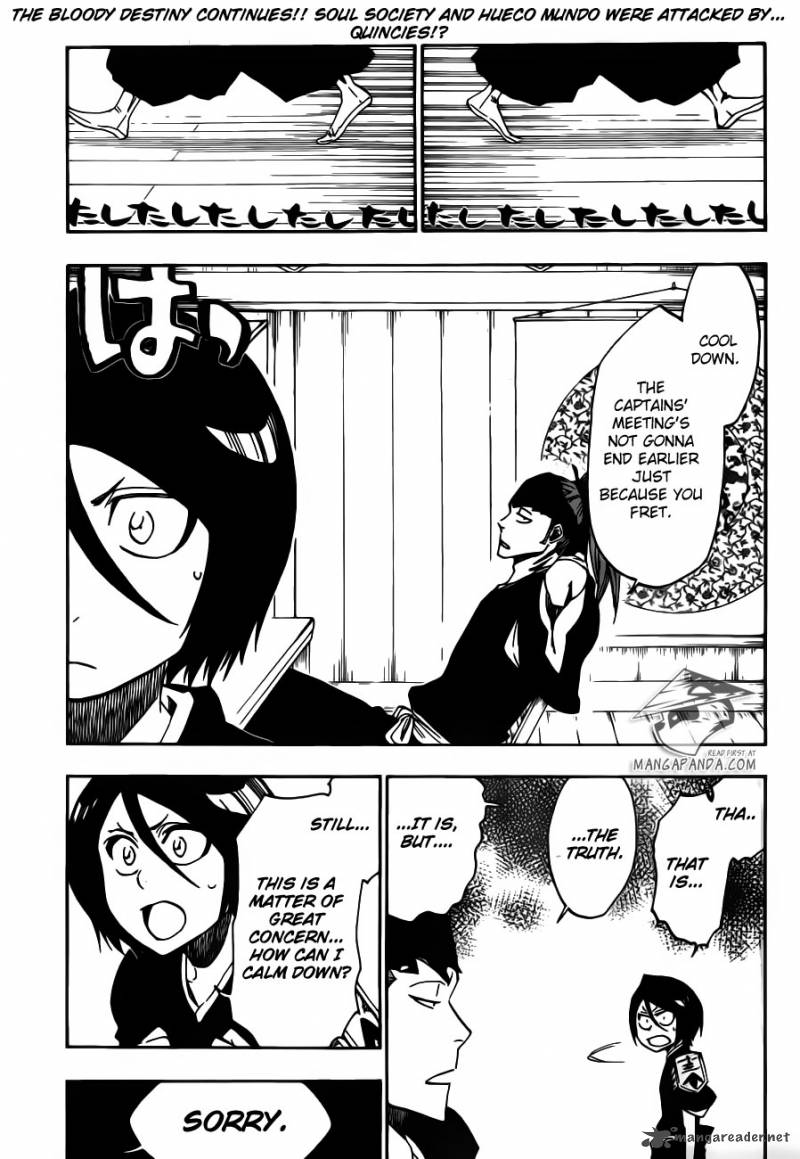 THE BLOODY DESTINY CONTINUES!! SOUL SOCIETY AND HUECO MUNDO WERE ATTACKED BY...
QUINCIES!?
たしたしたしたしたし
たしたしたしたしたし
はっ
COOL
DOWN.
THE
CAPTAINS'
MEETING'S
NOT GONNA
END EARLIER
JUST
BECAUSE YOU
FRET.
READ FIRST AT
MANGAPANDA.COM
STILL...
THIS IS A
MATTER OF
GREAT
CONCERN...
HOW CAN I
CALM DOWN?
THA..
THAT
IS...
...THE
TRUTH.
...IT IS,
BUT....
SORRY.
mangareader.net